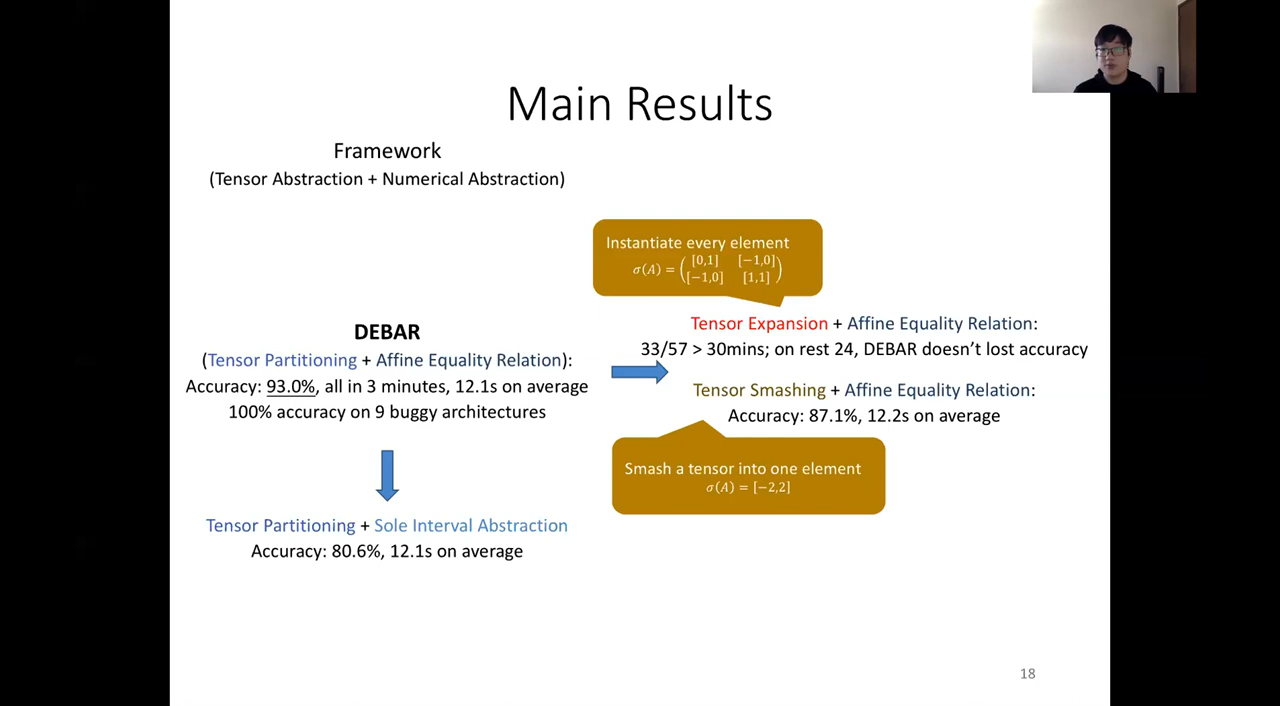 Main Results
Framework
(Tensor Abstraction + Numerical Abstraction)
Instantiate every element
σ(A) = ([0,1] [−1,0]
[−1,0] [1,1])
DEBAR
(Tensor Partitioning + Affine Equality Relation):
Accuracy: 93.0%, all in 3 minutes, 12.1s on average
100% accuracy on 9 buggy architectures
Tensor Expansion + Affine Equality Relation:
33/57 > 30mins; on rest 24, DEBAR doesn't lost accuracy
Tensor Smashing + Affine Equality Relation:
Accuracy: 87.1%, 12.2s on average
Smash a tensor into one element
σ(A) = [−2,2]
Tensor Partitioning + Sole Interval Abstraction
Accuracy: 80.6%, 12.1s on average
18